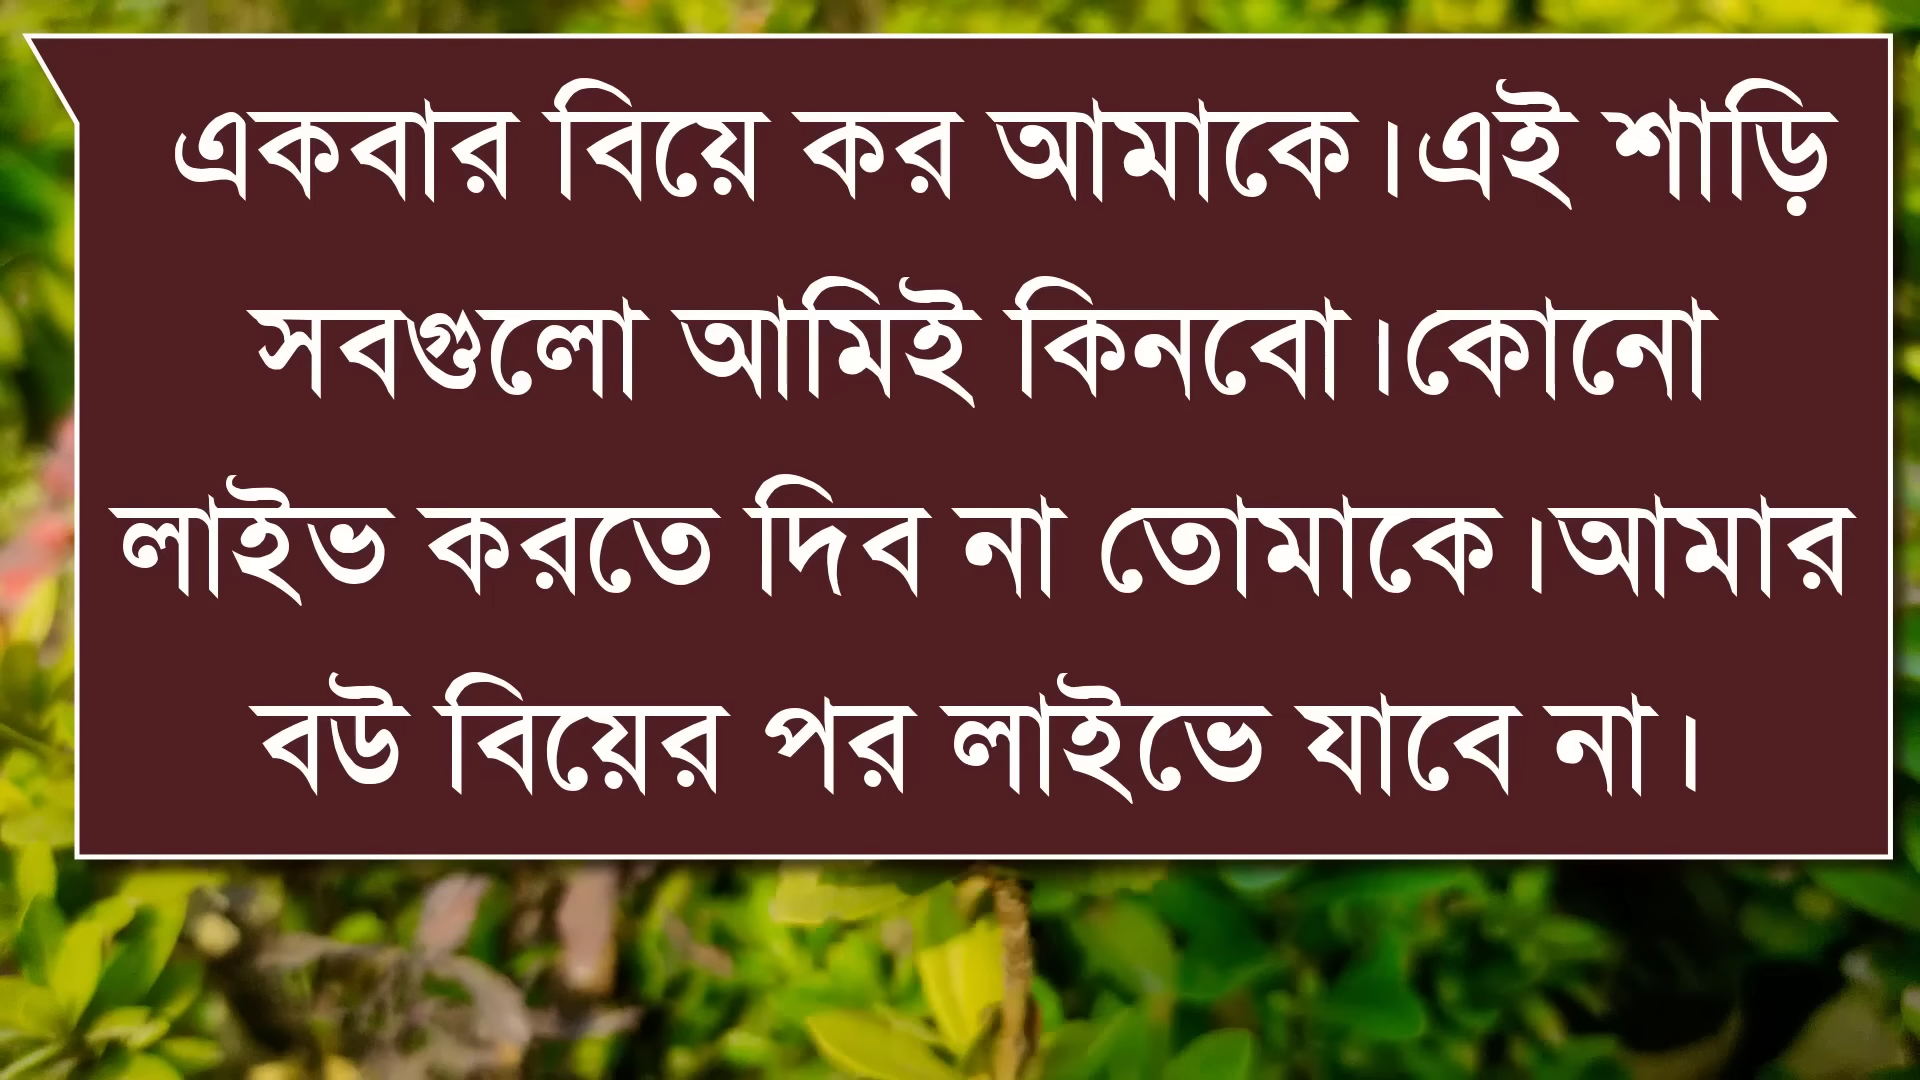 একবার বিয়ে কর আমাকে।এই শাড়ি
সবগুলো আমিই কিনবো।কোনো
লাইভ করতে দিব না তোমাকে।আমার
বউ বিয়ের পর লাইভে যাবে না।